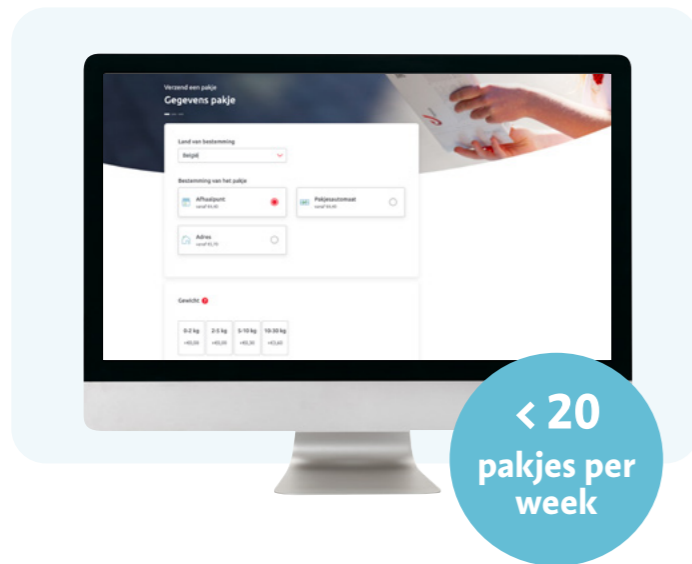 Verzend een pakje
Gegevens pakje
Land van bestemming
België
Bestemming van het pakje
Afhaalpunt
Pakjesautomaat
Adres
Gewicht ?
0-2 kg 2-5 kg 5-10 kg 10-30 kg
< 20
pakjes per
week